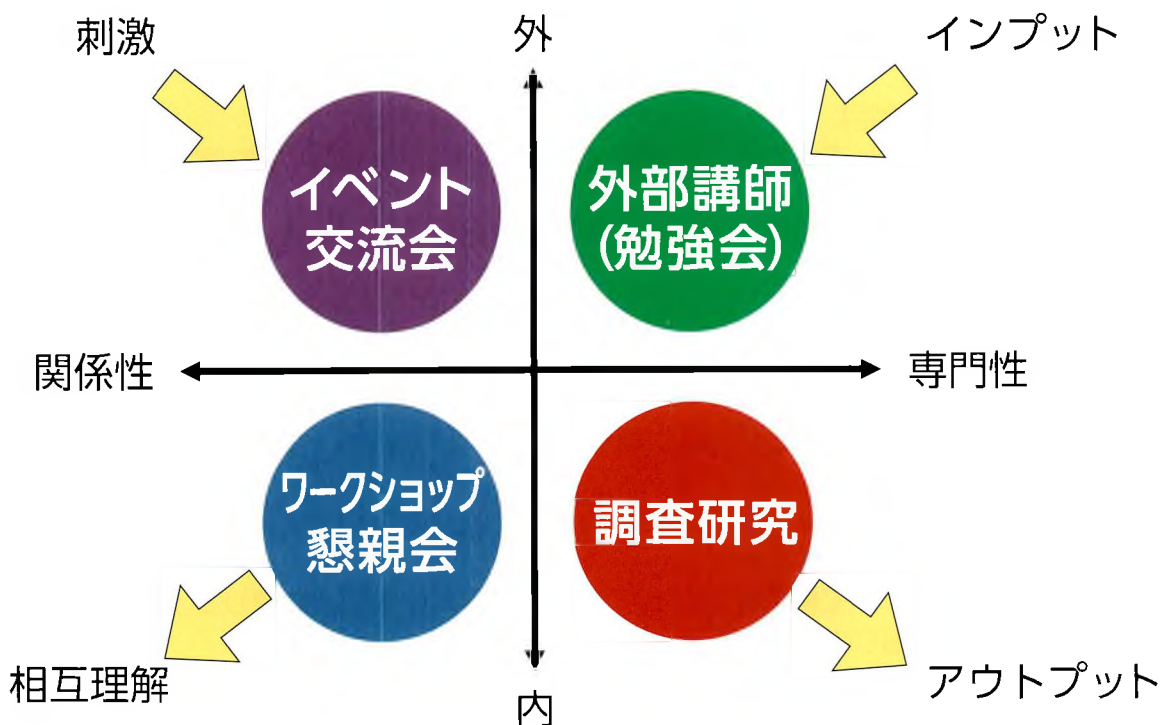 刺激
外
インプット
イベント
交流会
外部講師
(勉強会)
関係性
専門性
ワークショップ
懇親会
調査研究
相互理解
内
アウトプット